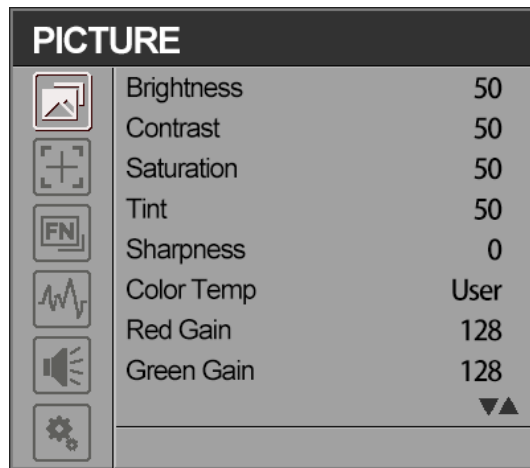 PICTURE
Brightness 50
Contrast 50
Saturation 50
Tint 50
FN
Sharpness 0
Color Temp User
Red Gain 128
Green Gain 128